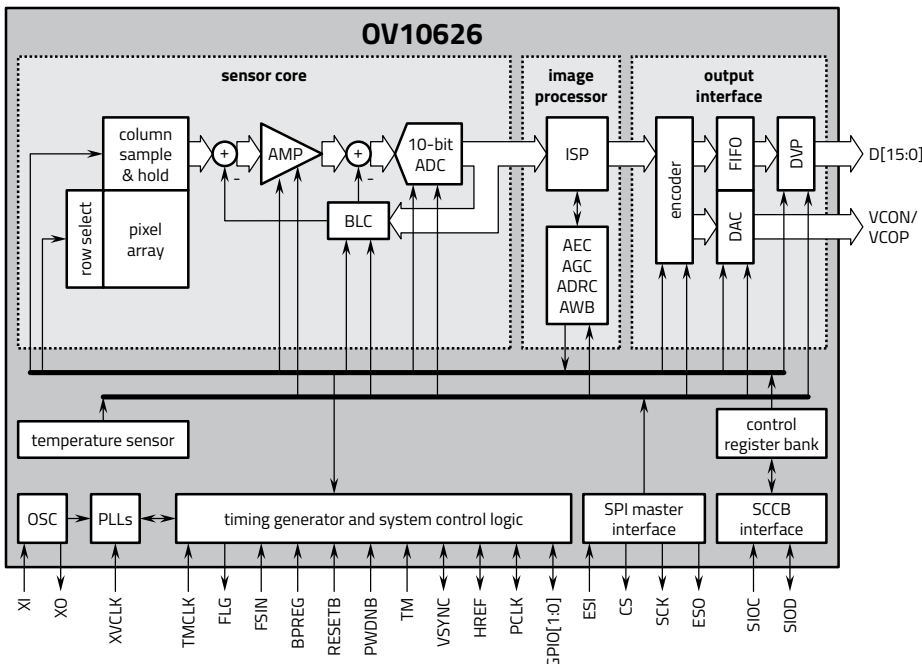 OV10626
sensor core
image
processor
output
interface
column
sample
& hold
+
-
AMP
+
-
10-bit
ADC
ISP
encoder
FIFO
DVP
D[15:0]
row select
pixel
array
BLC
AEC
AGC
ADRC
AWB
DAC
VCON/
VCOP
temperature sensor
control
register bank
OSC
PLLs
timing generator and system control logic
SPI master
interface
SCCB
interface
XI
XO
XVCLK
TMCLK
FLG
FSIN
BPREG
RESETB
PWDNB
TM
VSYNC
HREF
PCLK
GPIO[1:0]
ESI
CS
SCK
ESO
SIOC
SIOD